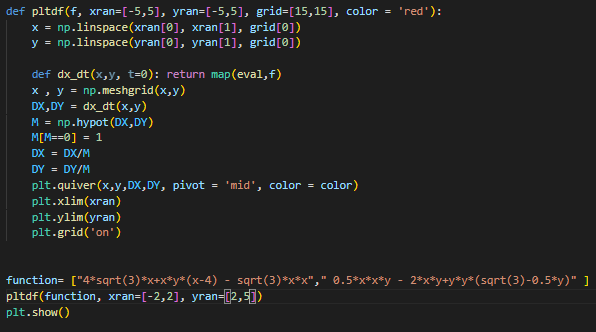 def pltdf(f, xran=[-5,5], yran=[-5,5], grid=[15,15], color = 'red'):
    x = np.linspace(xran[0], xran[1], grid[0])
    y = np.linspace(yran[0], yran[1], grid[0])

    def dx_dt(x,y, t=0): return map(eval,f)
    x , y = np.meshgrid(x,y)
    DX,DY = dx_dt(x,y)
    M = np.hypot(DX,DY)
    M[M==0] = 1
    DX = DX/M
    DY = DY/M
    plt.quiver(x,y,DX,DY, pivot = 'mid', color = color)
    plt.xlim(xran)
    plt.ylim(yran)
    plt.grid('on')

function= ["4*sqrt(3)*x+x*y*(x-4) - sqrt(3)*x*x"," 0.5*x*x*y - 2*x*y+y*y*(sqrt(3)-0.5*y)" ]
pltdf(function, xran=[-2,2], yran=[2,5])
plt.show()